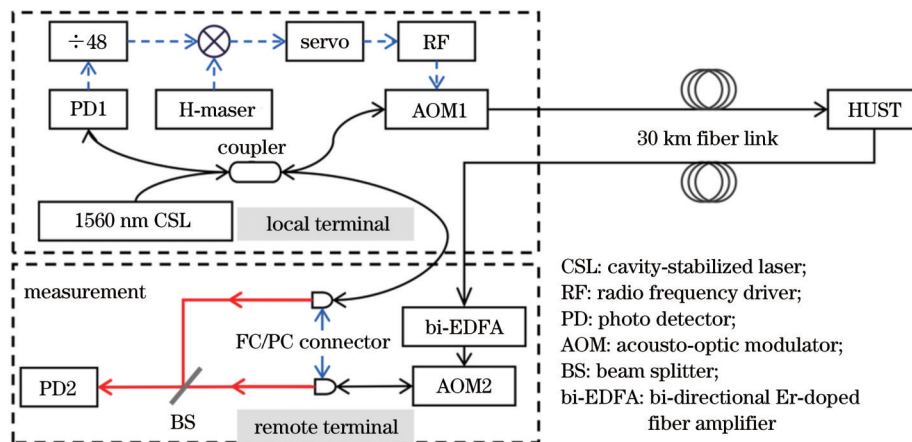 ÷48
servo
RF
PD1
H-maser
AOM1
HUST
coupler
30 km fiber link
1560 nm CSL
local terminal
measurement
FC/PC connector
bi-EDFA
PD2
AOM2
BS
remote terminal
CSL: cavity-stabilized laser;
RF: radio frequency driver;
PD: photo detector;
AOM: acousto-optic modulator;
BS: beam splitter;
bi-EDFA: bi-directional Er-doped
fiber amplifier